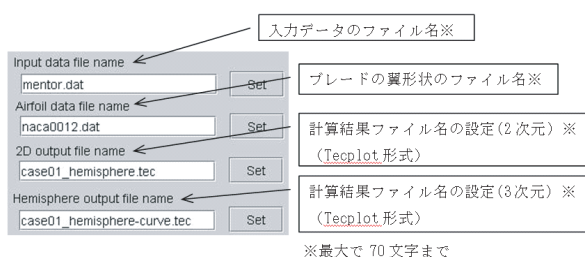 入力データのファイル名※
Input data file name
mentor.dat
Set
ブレードの翼形状のファイル名※
Airfoil data file name
naca0012.dat
Set
計算結果ファイル名の設定(2次元) ※
(Tecplot形式)
2D output file name
case01_hemisphere.tec
Set
計算結果ファイル名の設定(3次元) ※
(Tecplot形式)
Hemisphere output file name
case01_hemisphere-curve.tec
Set
※最大で 70 文字まで